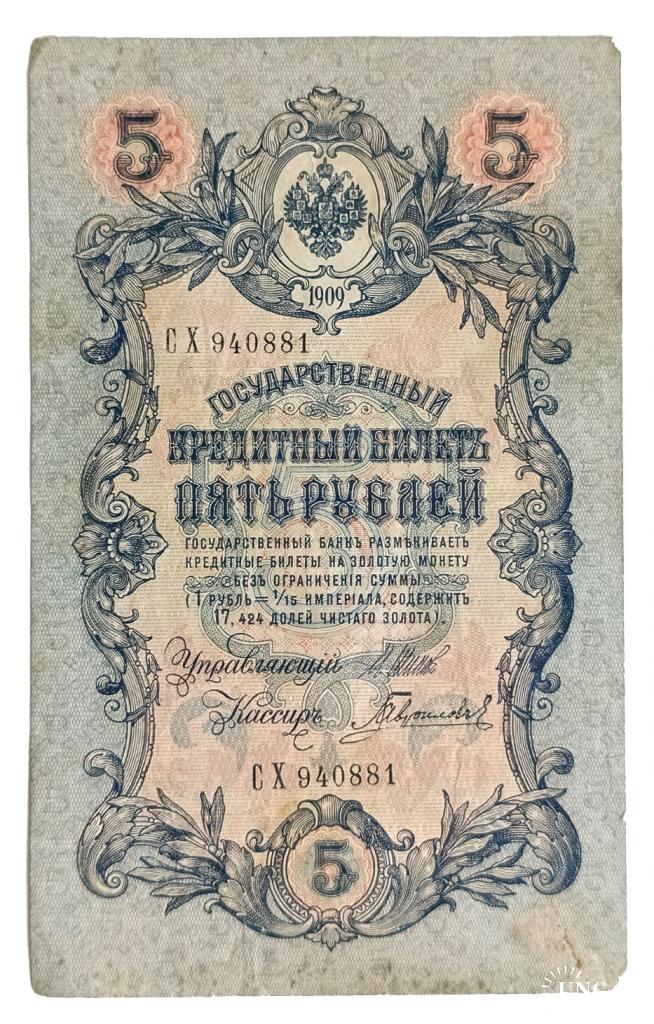 5 5
1909
СХ 940881
ГОСУДАРСТВЕННЫЙ
КРЕДИТНЫЙ БИЛЕТЪ
ПЯТЬ РУБЛЕЙ
ГОСУДАРСТВЕННЫЙ БАНКЪ РАЗМѢНИВАЕТЪ
КРЕДИТНЫЕ БИЛЕТЫ НА ЗОЛОТУЮ МОНЕТУ
БЕЗЪ ОГРАНИЧЕНІЯ СУММЫ
(1 РУБЛЬ = 1/15 ИМПЕРІАЛА, СОДЕРЖИТЪ
17,424 ДОЛЕЙ ЧИСТАГО ЗОЛОТА).
Управляющій
Кассиръ
СХ 940881
5
UNC